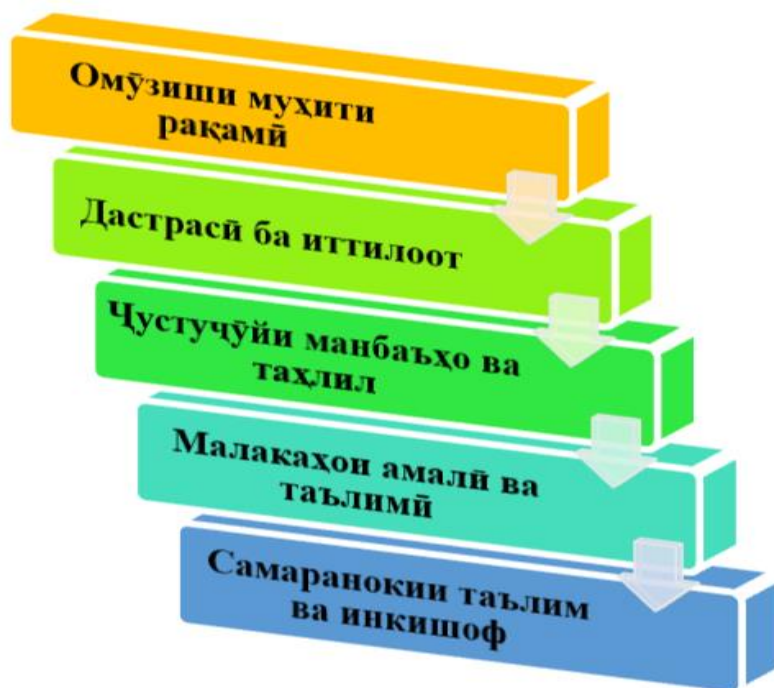 Омӯзиши муҳити
рақамӣ
Дастрасӣ ба иттилоот
Ҷустуҷӯйи манбаъҳо ва
таҳлил
Малакаҳои амалӣ ва
таълимӣ
Самаранокии таълим
ва инкишоф